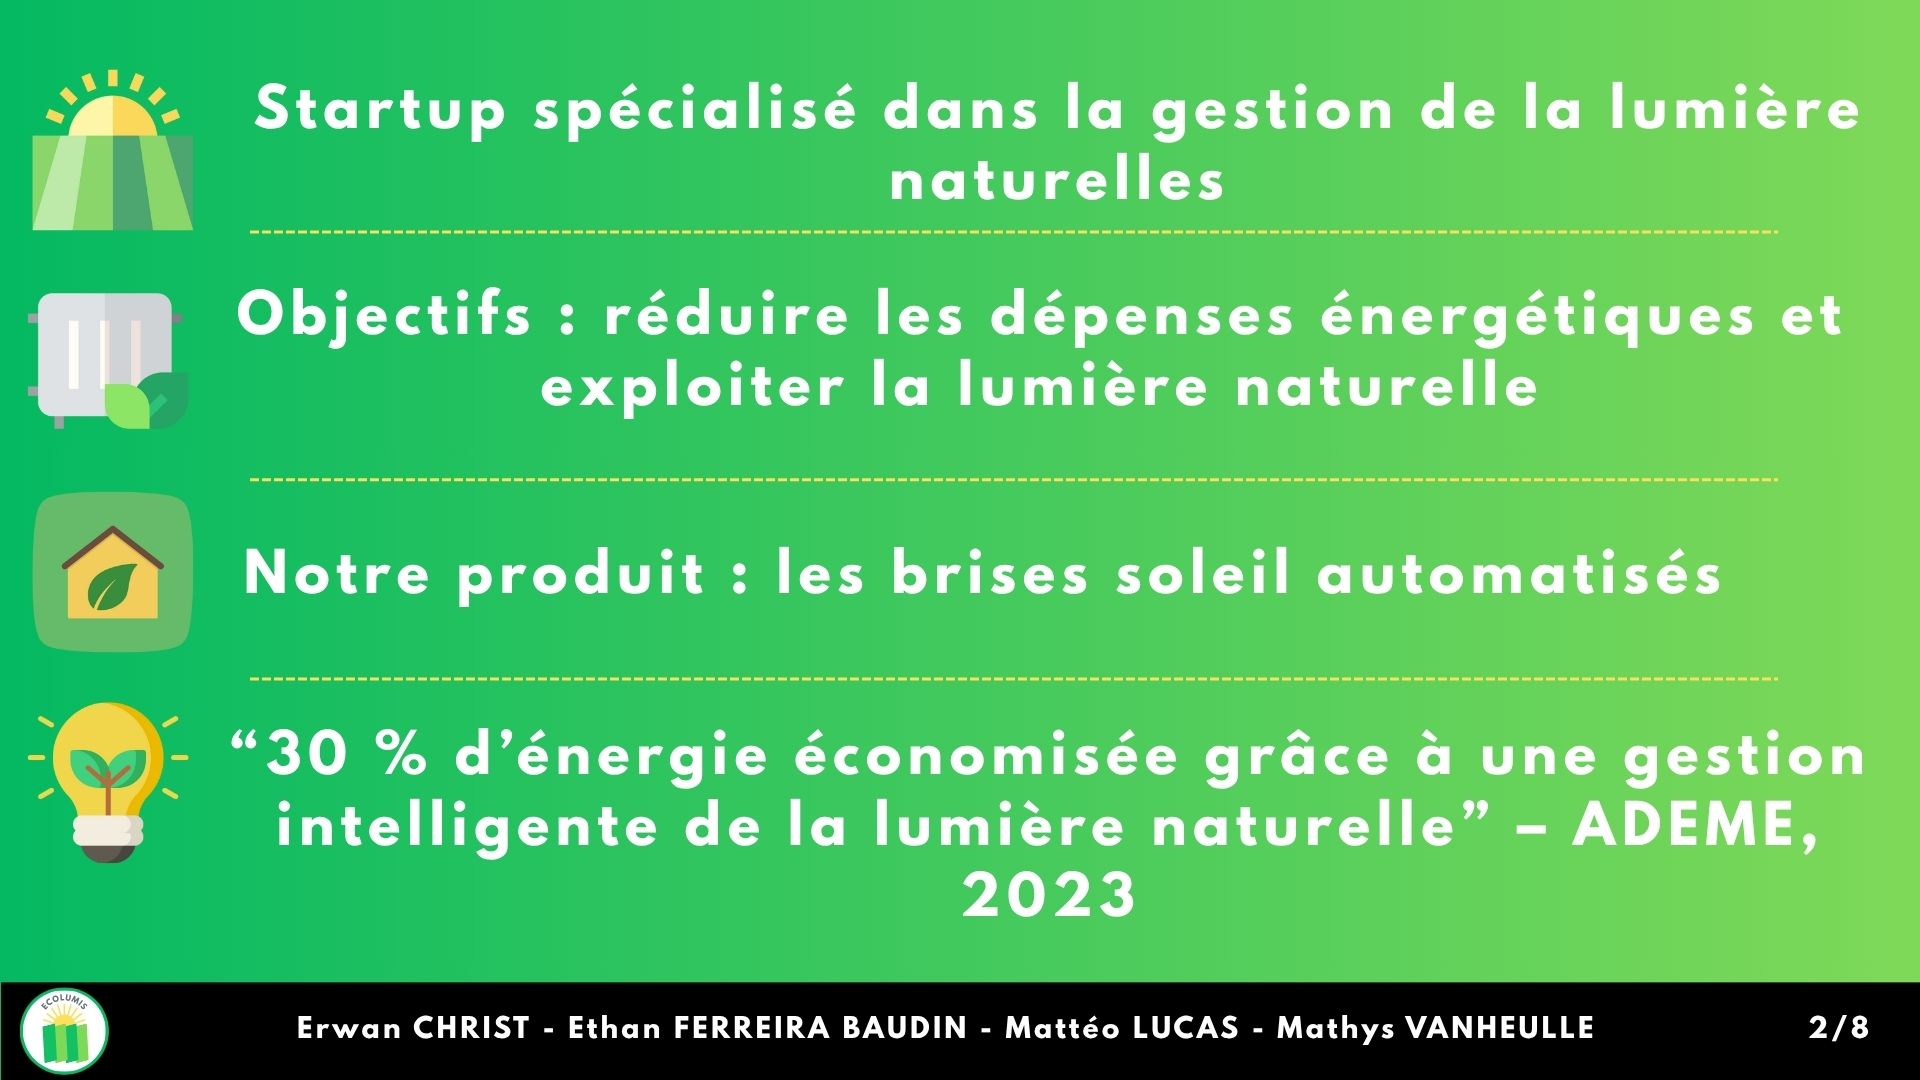 Startup spécialisé dans la gestion de la lumière
naturelles
Objectifs : réduire les dépenses énergétiques et
exploiter la lumière naturelle
Notre produit : les brises soleil automatisés
“30 % d’énergie économisée grâce à une gestion
intelligente de la lumière naturelle” – ADEME,
2023
ECOLUMIS
Erwan CHRIST - Ethan FERREIRA BAUDIN - Mattéo LUCAS - Mathys VANHEULLE
2/8